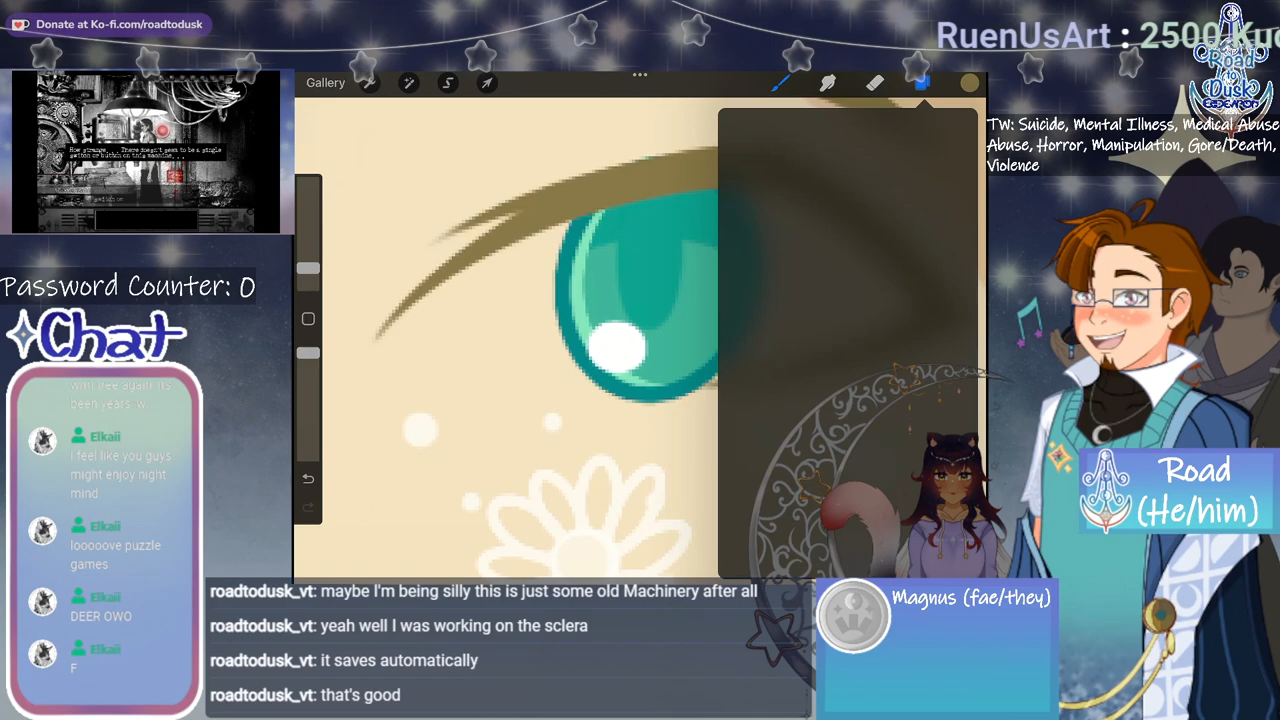 Donate at Ko-fi.com/roadtodusk
RuenUsArt : 2500
Road
to
Dusk
Gallery
How strange... There doesn't seem to be a single
switch or button on this machine...
TW: Suicide, Mental Illness, Medical Abuse
Abuse, Horror, Manipulation, Gore/Death,
Violence
Password Counter: 0
Chat
been years w
Elkaii
i feel like you guys
might enjoy night
mind
Elkaii
looooove puzzle
games
Elkaii
DEER OWO
Elkaii
F
roadtodusk_vt: maybe I'm being silly this is just some old Machinery after all
roadtodusk_vt: yeah well I was working on the sclera
roadtodusk_vt: it saves automatically
roadtodusk_vt: that's good
Road
(He/him)
Magnus (fae/they)